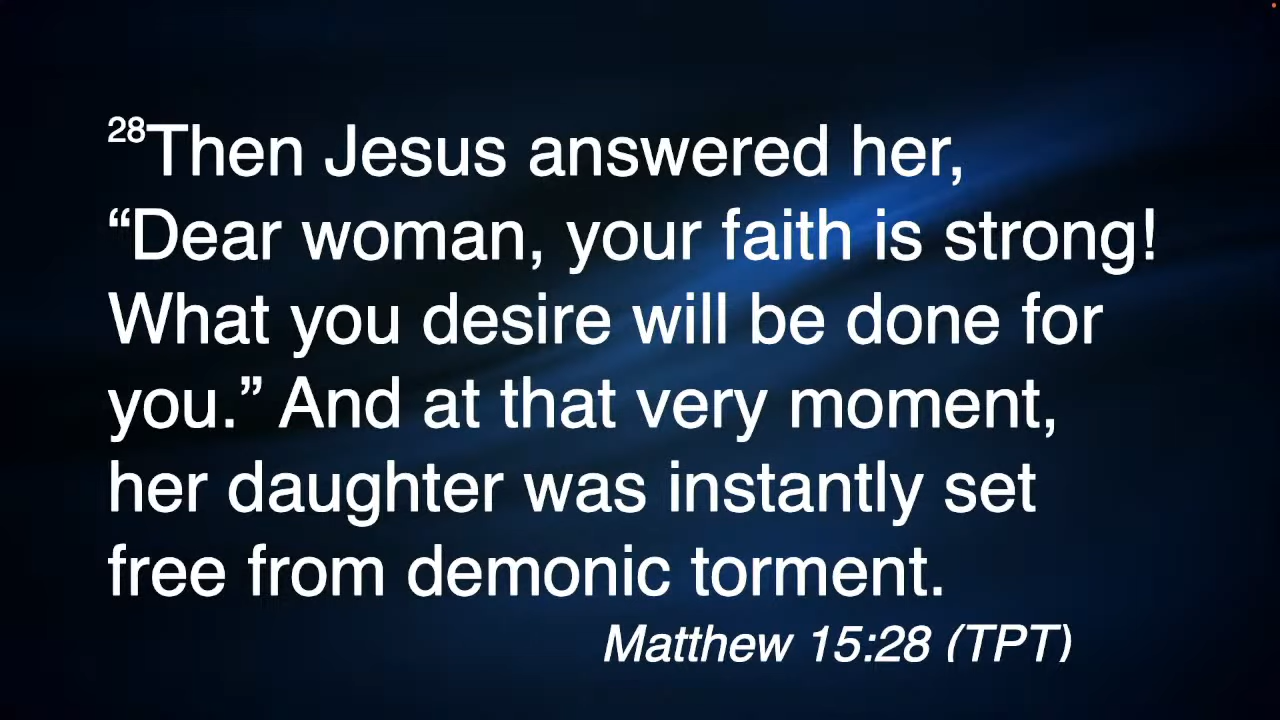 28Then Jesus answered her,
“Dear woman, your faith is strong!
What you desire will be done for
you.” And at that very moment,
her daughter was instantly set
free from demonic torment.
Matthew 15:28 (TPT)